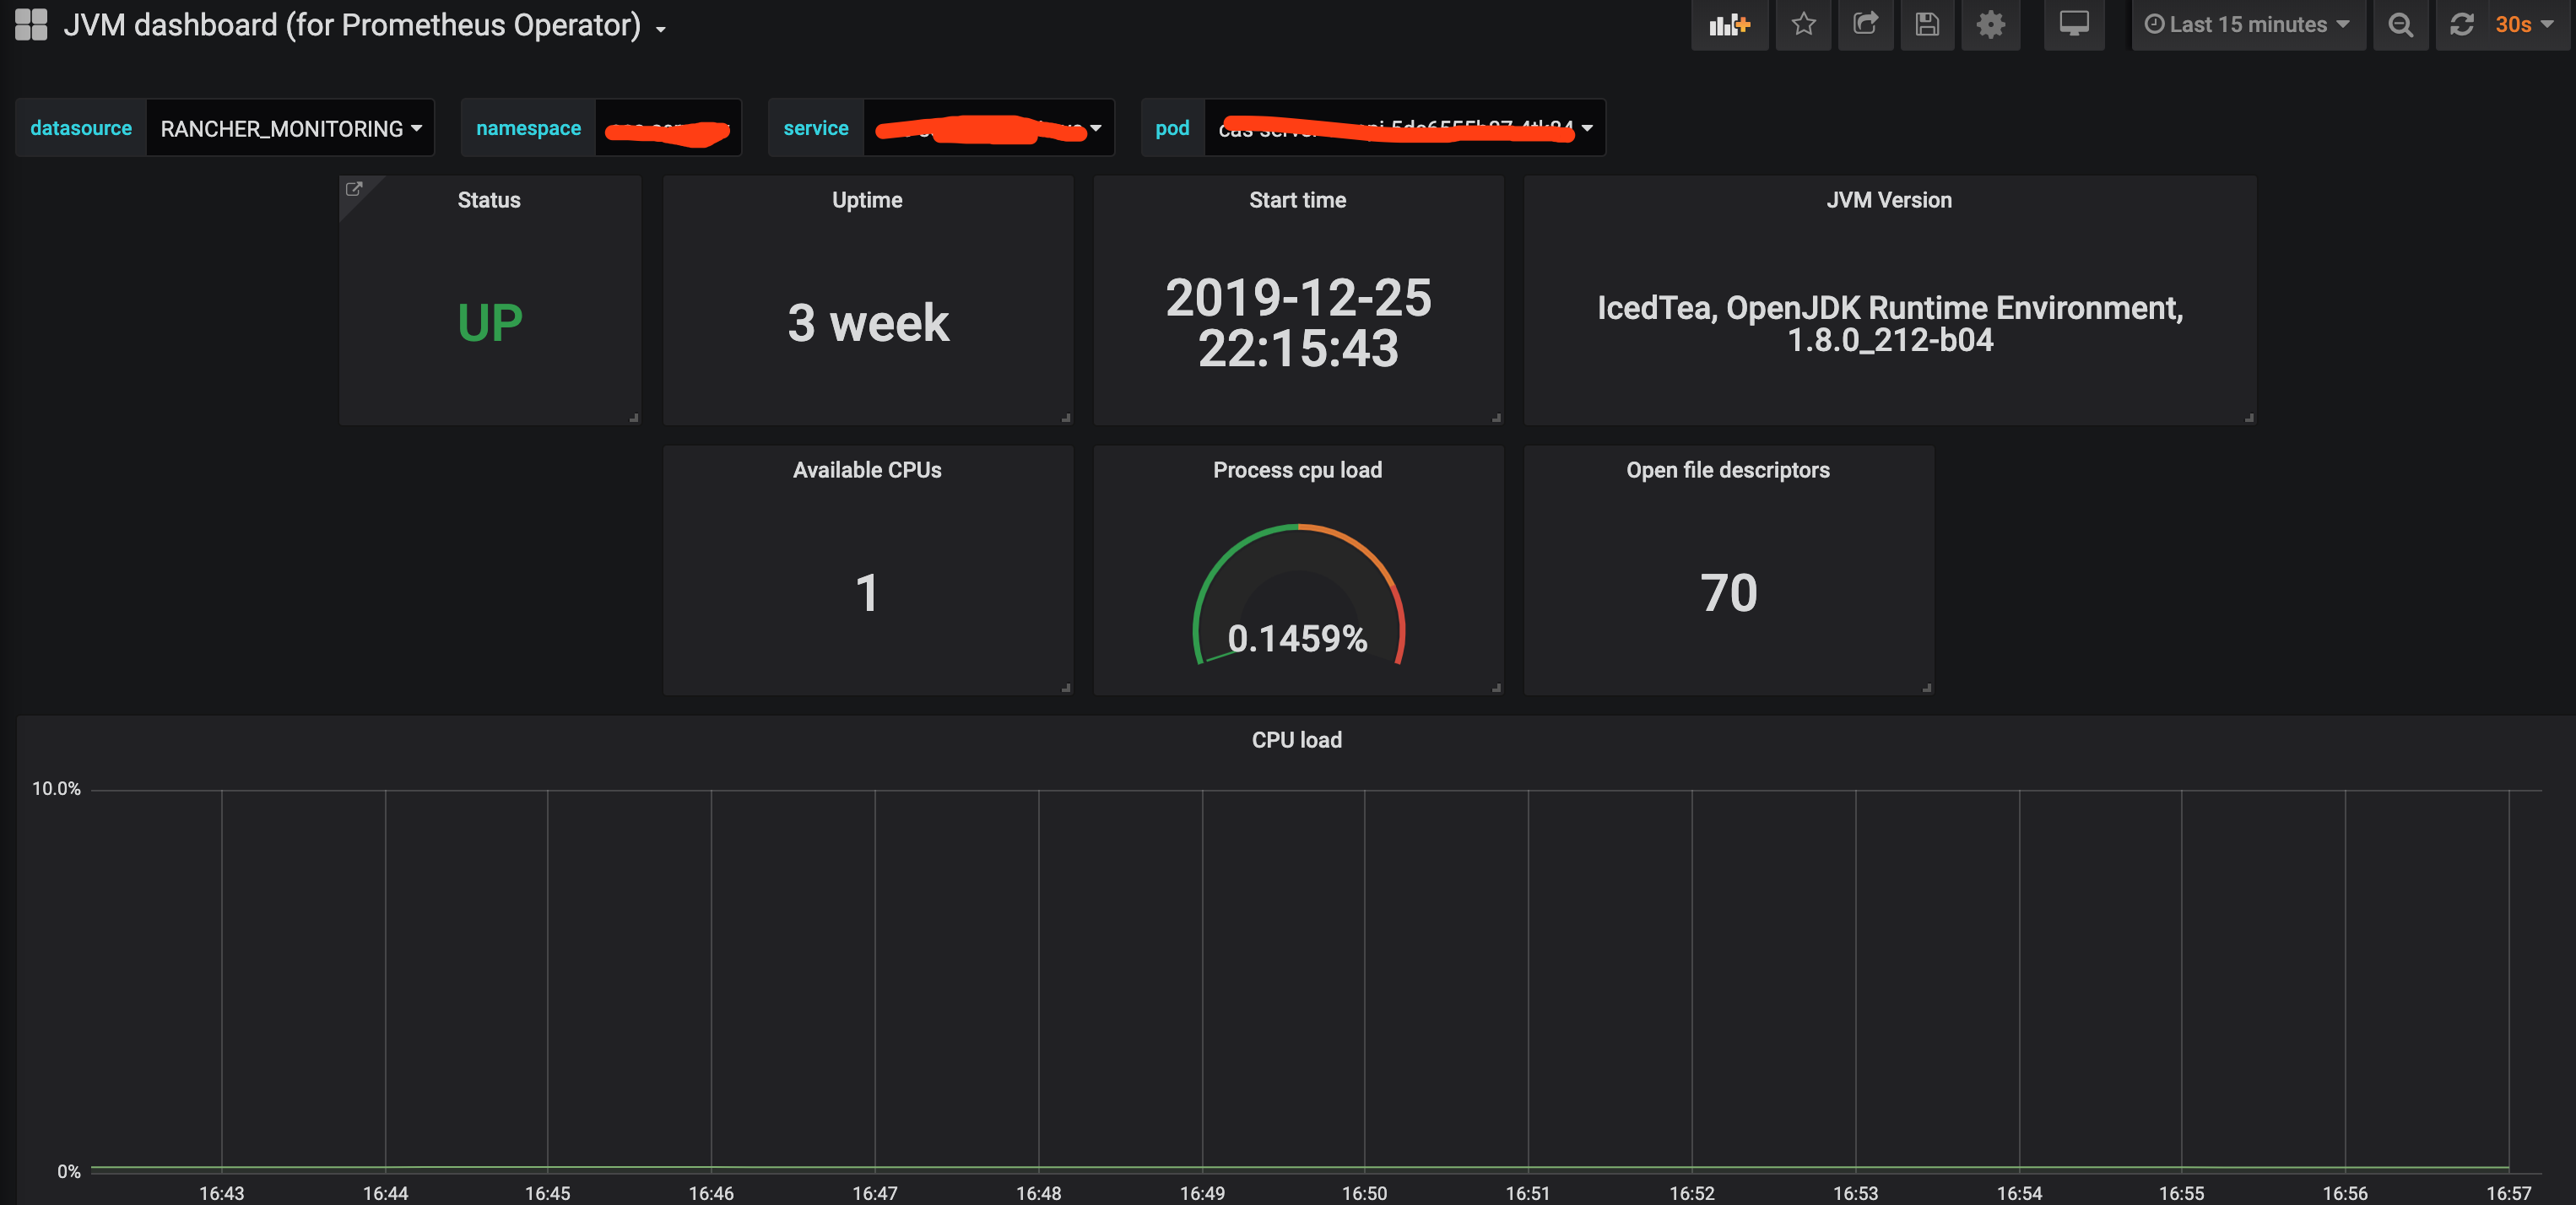 JVM dashboard (for Prometheus Operator)
Last 15 minutes
30s
datasource RANCHER_MONITORING
namespace
service
pod
Status
UP
Uptime
3 week
Start time
2019-12-25
22:15:43
JVM Version
IcedTea, OpenJDK Runtime Environment,
1.8.0_212-b04
Available CPUs
1
Process cpu load
0.1459%
Open file descriptors
70
CPU load
10.0%
0%
16:43 16:44 16:45 16:46 16:47 16:48 16:49 16:50 16:51 16:52 16:53 16:54 16:55 16:56 16:57